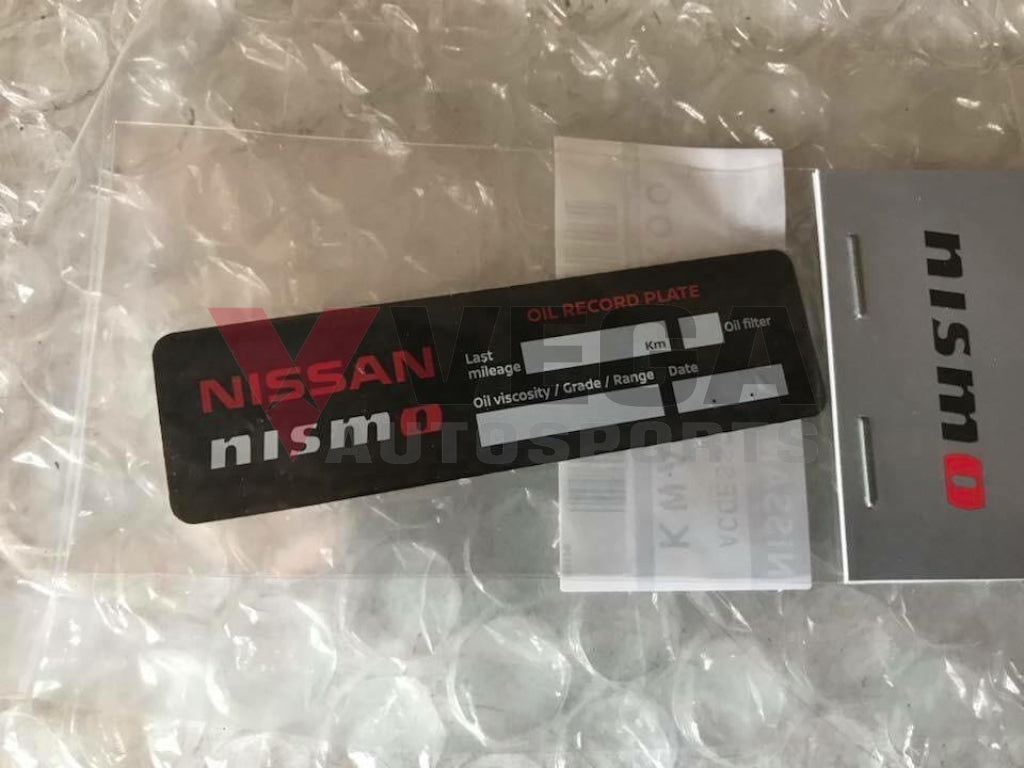 OIL RECORD PLATE
NISSAN
nismo
Last mileage
Km
Oil filter
Oil viscosity / Grade / Range
Date
nismo
VEGA
AUTOSPORTS